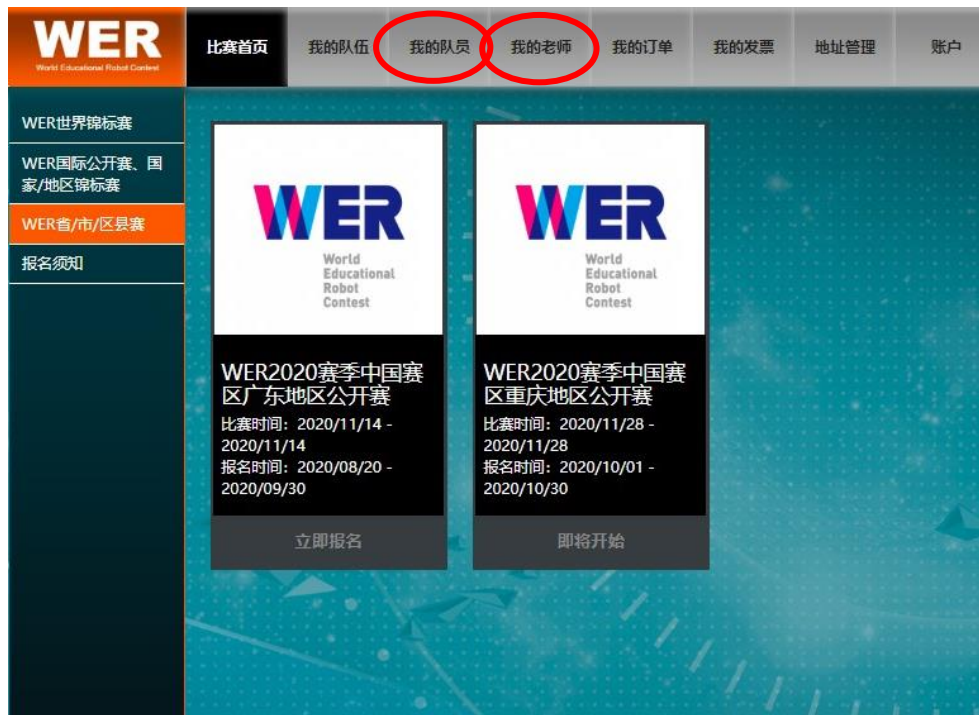 WER
World Educational Robot Contest
比赛首页 我的队伍 我的队员 我的老师 我的订单 我的发票 地址管理 账户
WER世界锦标赛
WER国际公开赛、国
家/地区锦标赛
WER省/市/区县赛
报名须知
WER
World
Educational
Robot
Contest
WER2020赛季中国赛
区广东地区公开赛
比赛时间：2020/11/14 -
2020/11/14
报名时间：2020/08/20 -
2020/09/30
立即报名
WER
World
Educational
Robot
Contest
WER2020赛季中国赛
区重庆地区公开赛
比赛时间：2020/11/28 -
2020/11/28
报名时间：2020/10/01 -
2020/10/30
即将开始